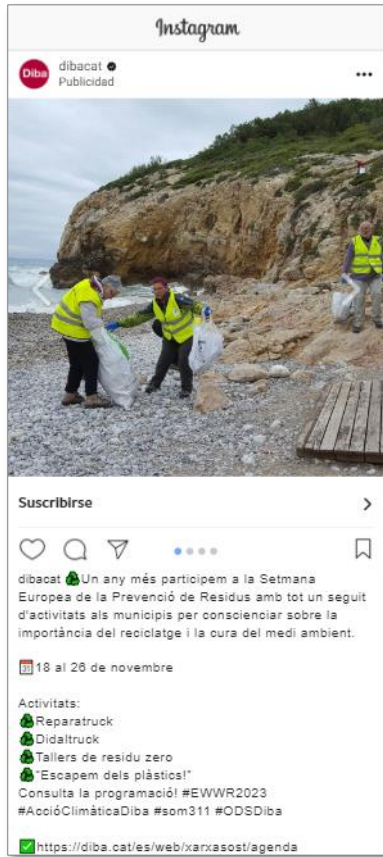 Instagram
Diba
dibacat
Publicidad
Suscribirse
dibacat ♻Un any més participem a la Setmana
Europea de la Prevenció de Residus amb tot un seguit
d'activitats als municipis per conscienciar sobre la
importància del reciclatge i la cura del medi ambient.
18 al 26 de novembre
Activitats:
♻Reparatruck
♻Didaltruck
♻Tallers de residu zero
♻"Escapem dels plàstics!"
Consulta la programació! #EWWR2023
#AccióClimàticaDiba #som311 #ODSDiba
✅https://diba.cat/es/web/xarxasost/agenda